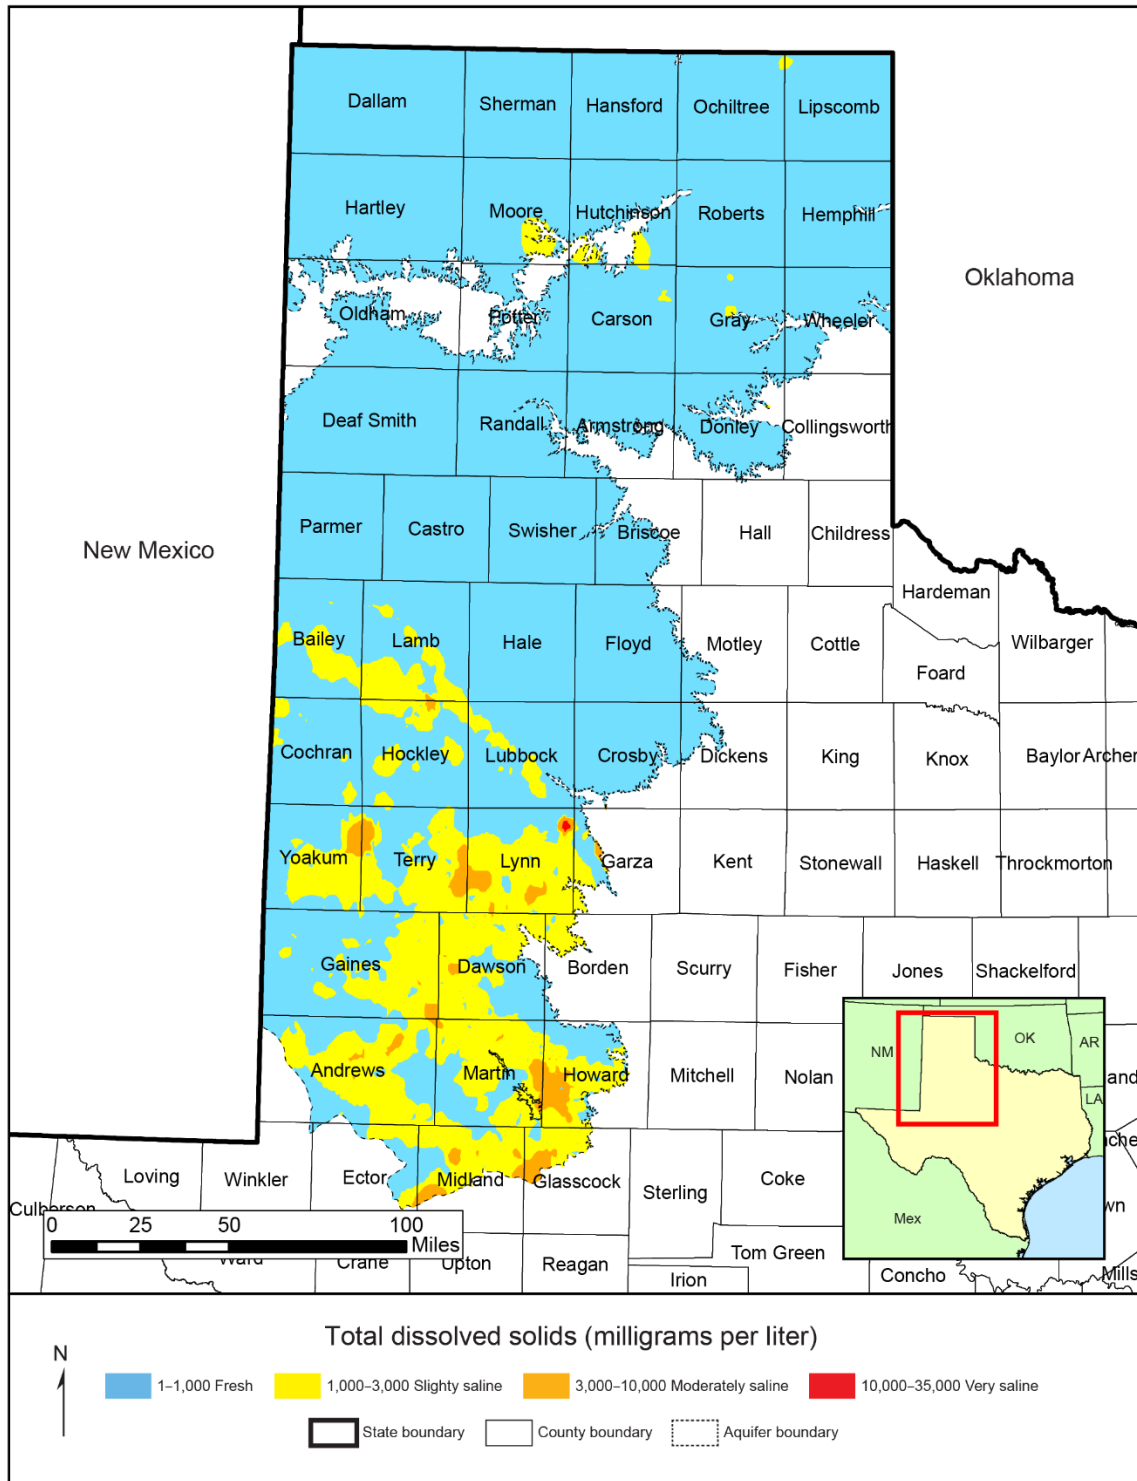 Dallam Sherman Hansford Ochiltree Lipscomb
Hartley Moore Hutchinson Roberts Hemphill
Oklahoma
Oldham Potter Carson Gray Wheeler
Deaf Smith Randall Armstrong Donley Collingsworth
Parmer Castro Swisher Briscoe Hall Childress
New Mexico
Hardeman
Bailey Lamb Hale Floyd Motley Cottle Wilbarger
Foard
Cochran Hockley Lubbock Crosby Dickens King Knox Baylor Archer
Yoakum Terry Lynn Garza Kent Stonewall Haskell Throckmorton
Gaines Dawson Borden Scurry Fisher Jones Shackelford
NM OK AR
Andrews Martin Howard Mitchell Nolan and
LA
nche
Loving Winkler Ector Midland Glasscock Sterling Coke
Culberson wn
Mex
0 25 50 100
Miles
Ward Crane Upton Reagan Tom Green
Irion Concho Mills
Total dissolved solids (milligrams per liter)
N
1–1,000 Fresh 1,000–3,000 Slighty saline 3,000–10,000 Moderately saline 10,000–35,000 Very saline
State boundary County boundary Aquifer boundary